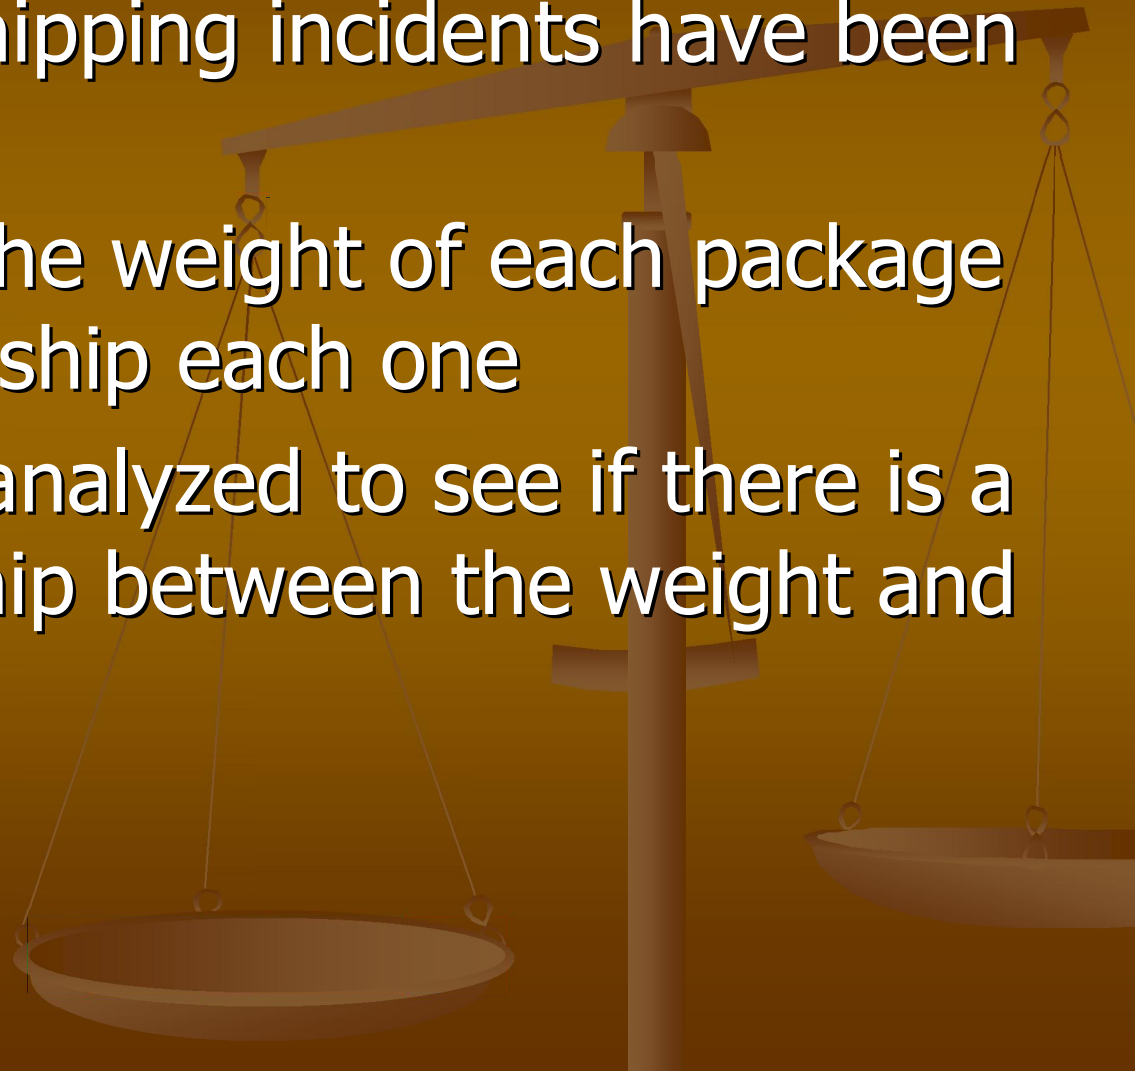 hipping incidents have been
he weight of each package
ship each one
analyzed to see if there is a
ip between the weight and